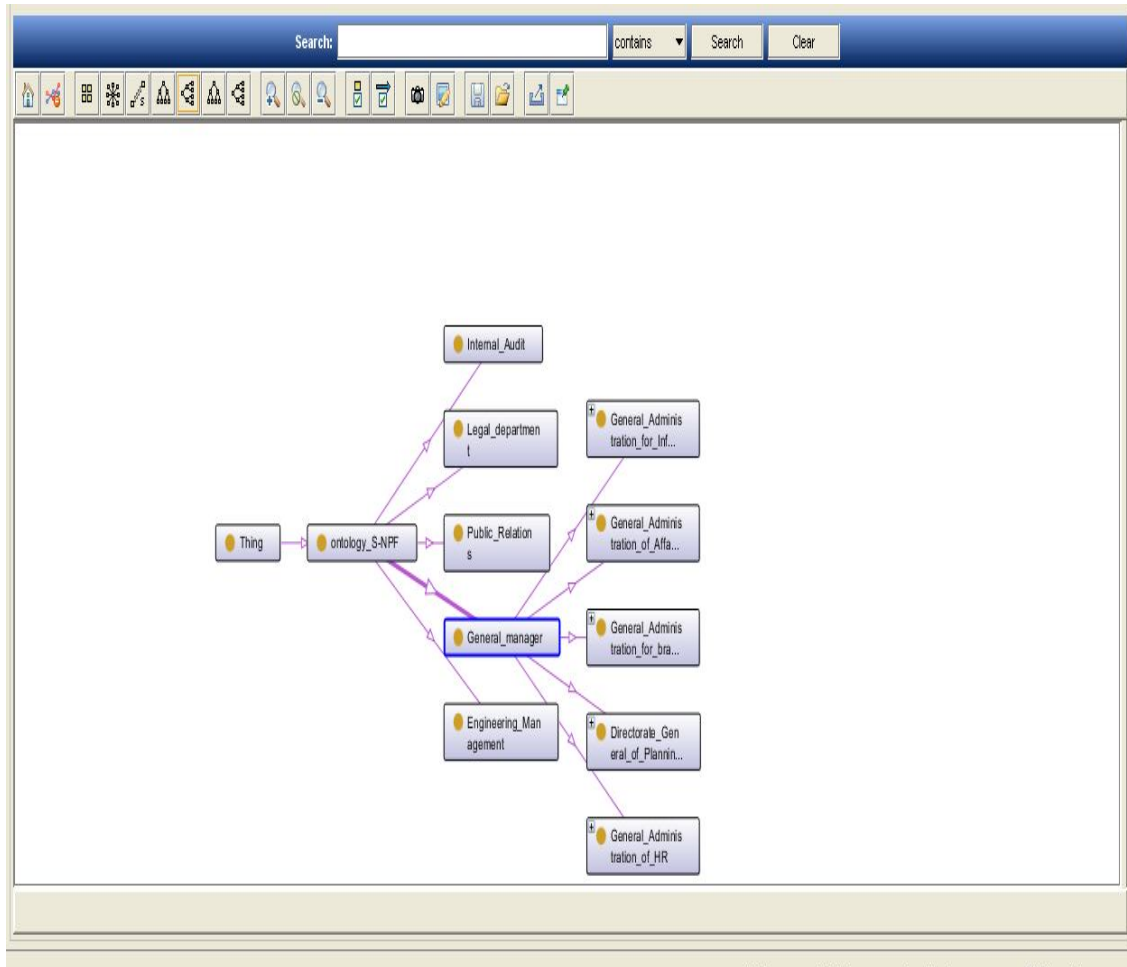 Search:
contains
Search
Clear
Internal_Audit
Legal_departmen
t
General_Adminis
tration_for_Inf...
Thing
ontology_S-NPF
Public_Relation
s
General_Adminis
tration_of_Affa...
General_manager
General_Adminis
tration_for_bra...
Engineering_Man
agement
Directorate_Gen
eral_of_Plannin...
General_Adminis
tration_of_HR